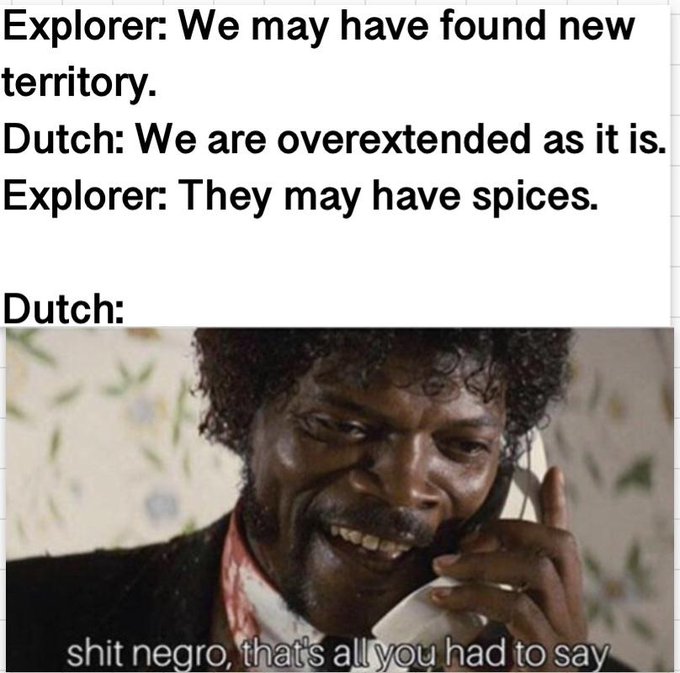 Explorer: We may have found new
territory.
Dutch: We are overextended as it is.
Explorer: They may have spices.
Dutch:
shit negro, that's all you had to say